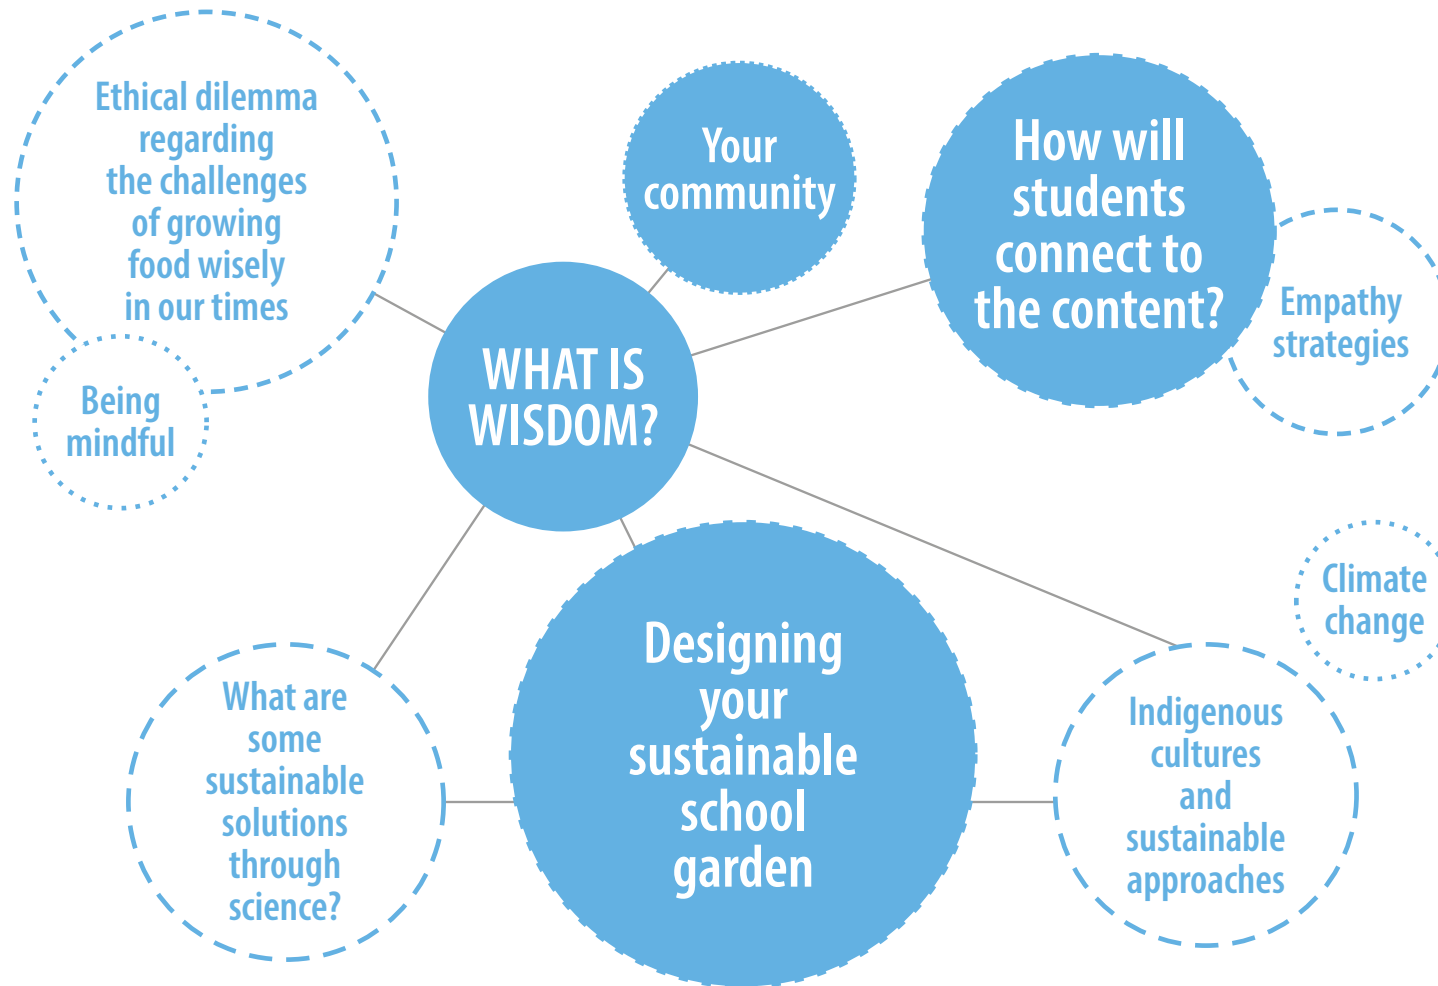 Ethical dilemma
regarding
the challenges
of growing
food wisely
in our times
Being
mindful
Your
community
How will
students
connect to
the content?
Empathy
strategies
WHAT IS
WISDOM?
Climate
change
What are
some
sustainable
solutions
through
science?
Designing
your
sustainable
school
garden
Indigenous
cultures
and
sustainable
approaches